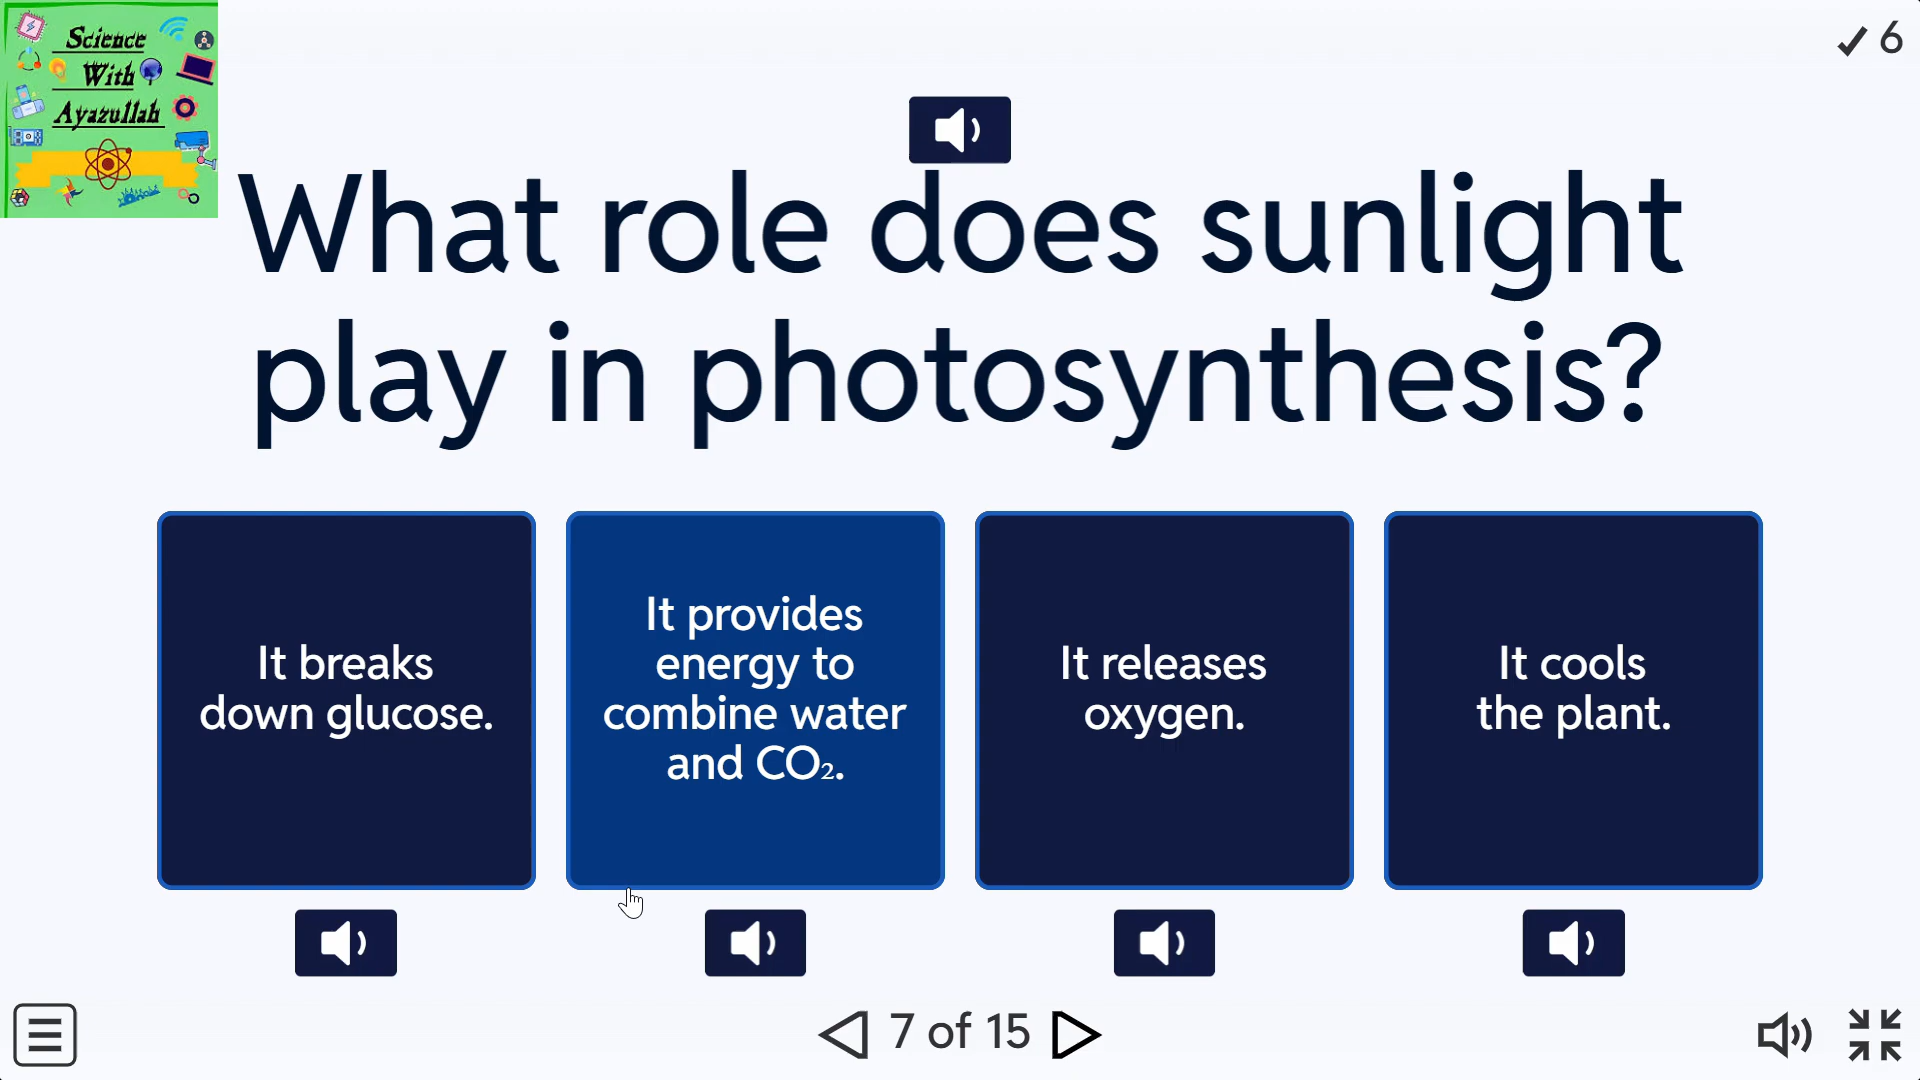 Science
With
Ayazullah
✓ 6
What role does sunlight
play in photosynthesis?
It breaks
down glucose.
It provides
energy to
combine water
and CO₂.
It releases
oxygen.
It cools
the plant.
7 of 15